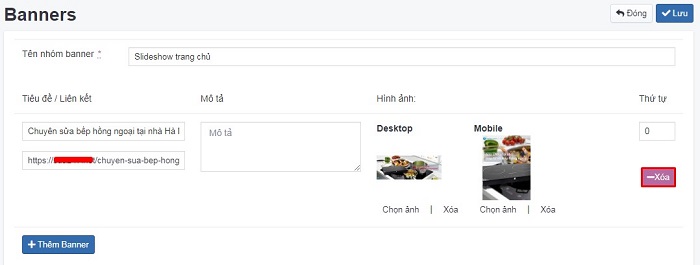 Banners
Đóng
Lưu
Tên nhóm banner *
Slideshow trang chủ
Tiêu đề / Liên kết
Mô tả
Hình ảnh:
Thứ tự
Chuyên sửa bếp hồng ngoại tại nhà Hà
Mô tả
Desktop
Mobile
0
https://
/chuyen-sua-bep-hong
Xóa
Chọn ảnh | Xóa
Chọn ảnh | Xóa
Thêm Banner